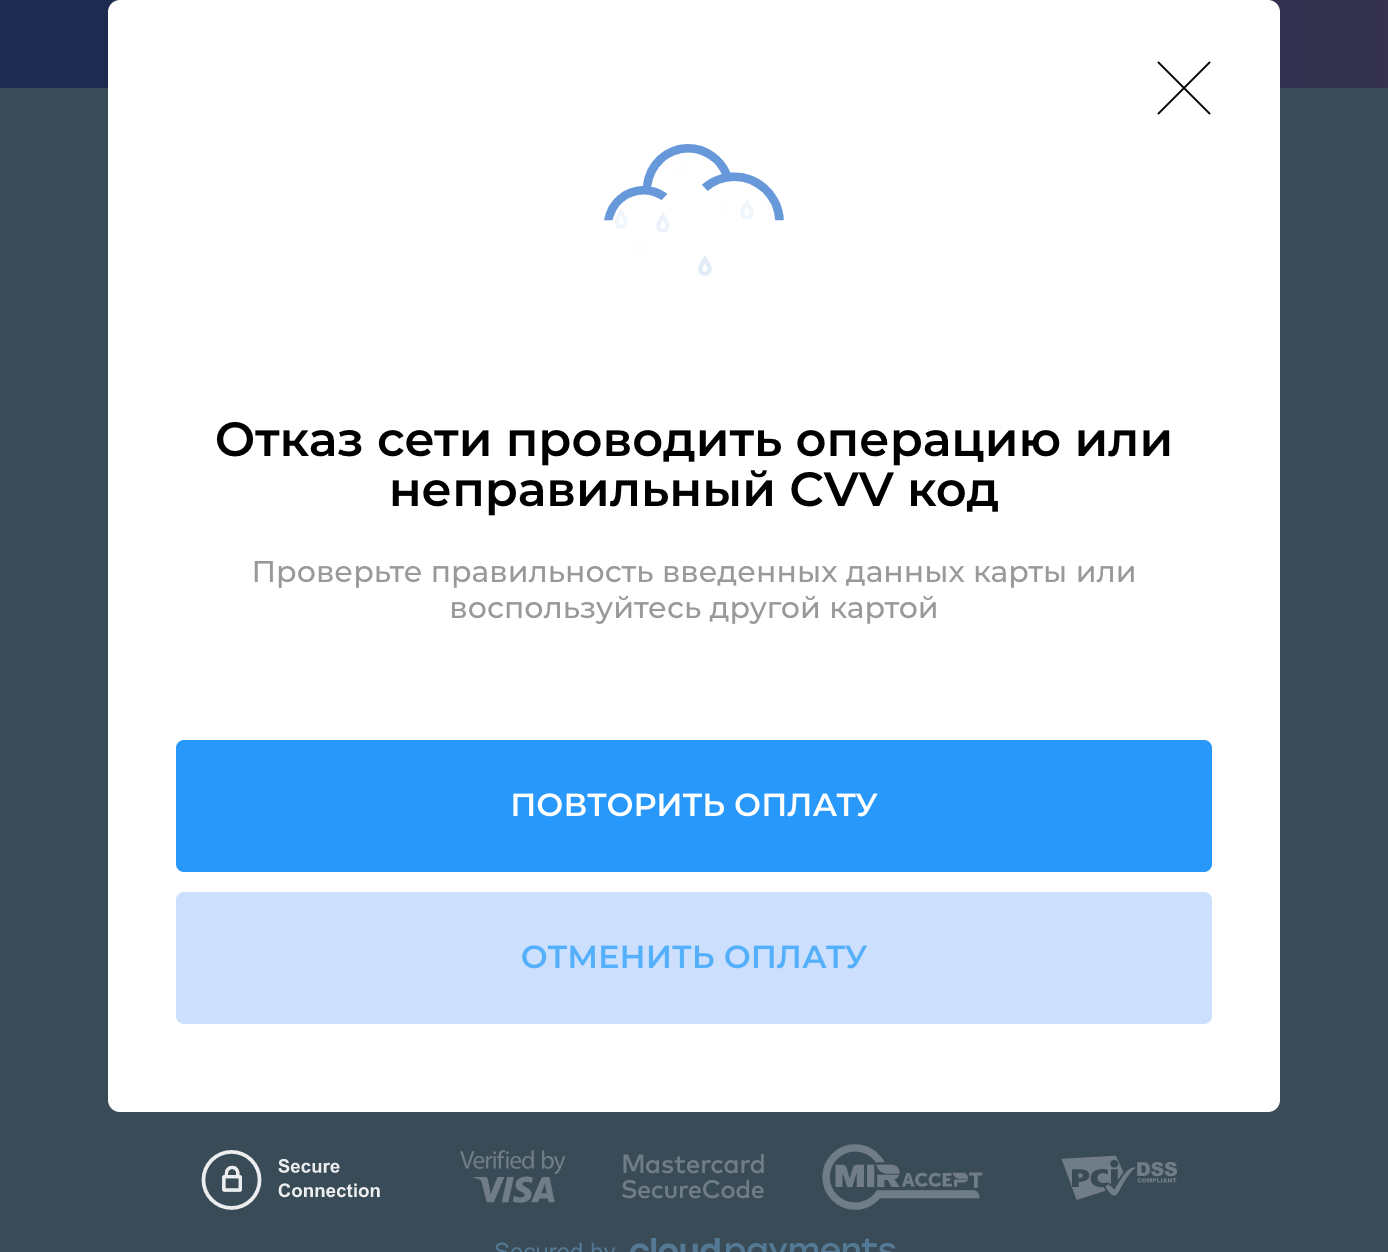 Отказ сети проводить операцию или
неправильный CVV код
Проверьте правильность введенных данных карты или
воспользуйтесь другой картой
ПОВТОРИТЬ ОПЛАТУ
ОТМЕНИТЬ ОПЛАТУ
Secure
Connection
Verified by
VISA
Mastercard
SecureCode
MIR ACCEPT
PCI DSS
COMPLIANT
Secured by cloudpayments